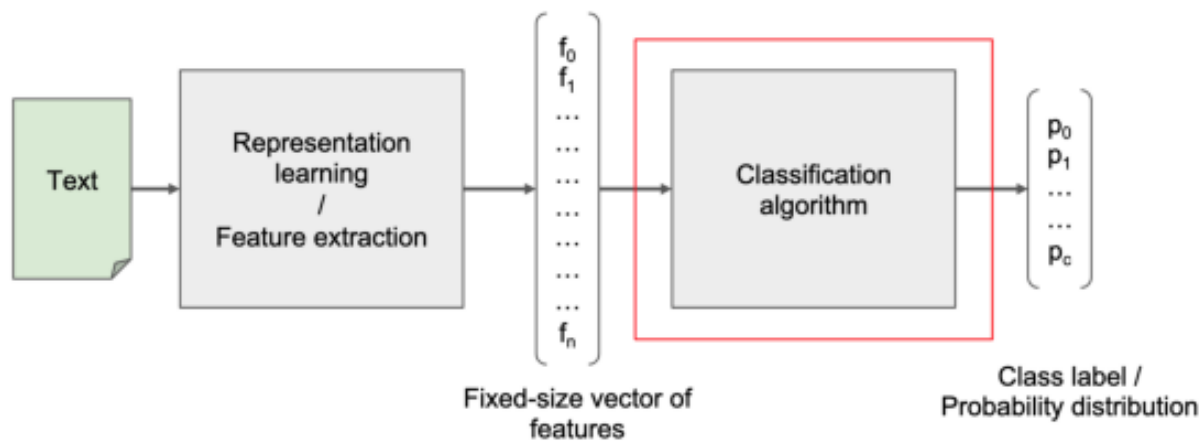 Text
Representation
learning
/
Feature extraction
f₀
f₁
...
...
...
...
...
...
...
fₙ
Fixed-size vector of
features
Classification
algorithm
p₀
p₁
...
...
p_c
Class label /
Probability distribution